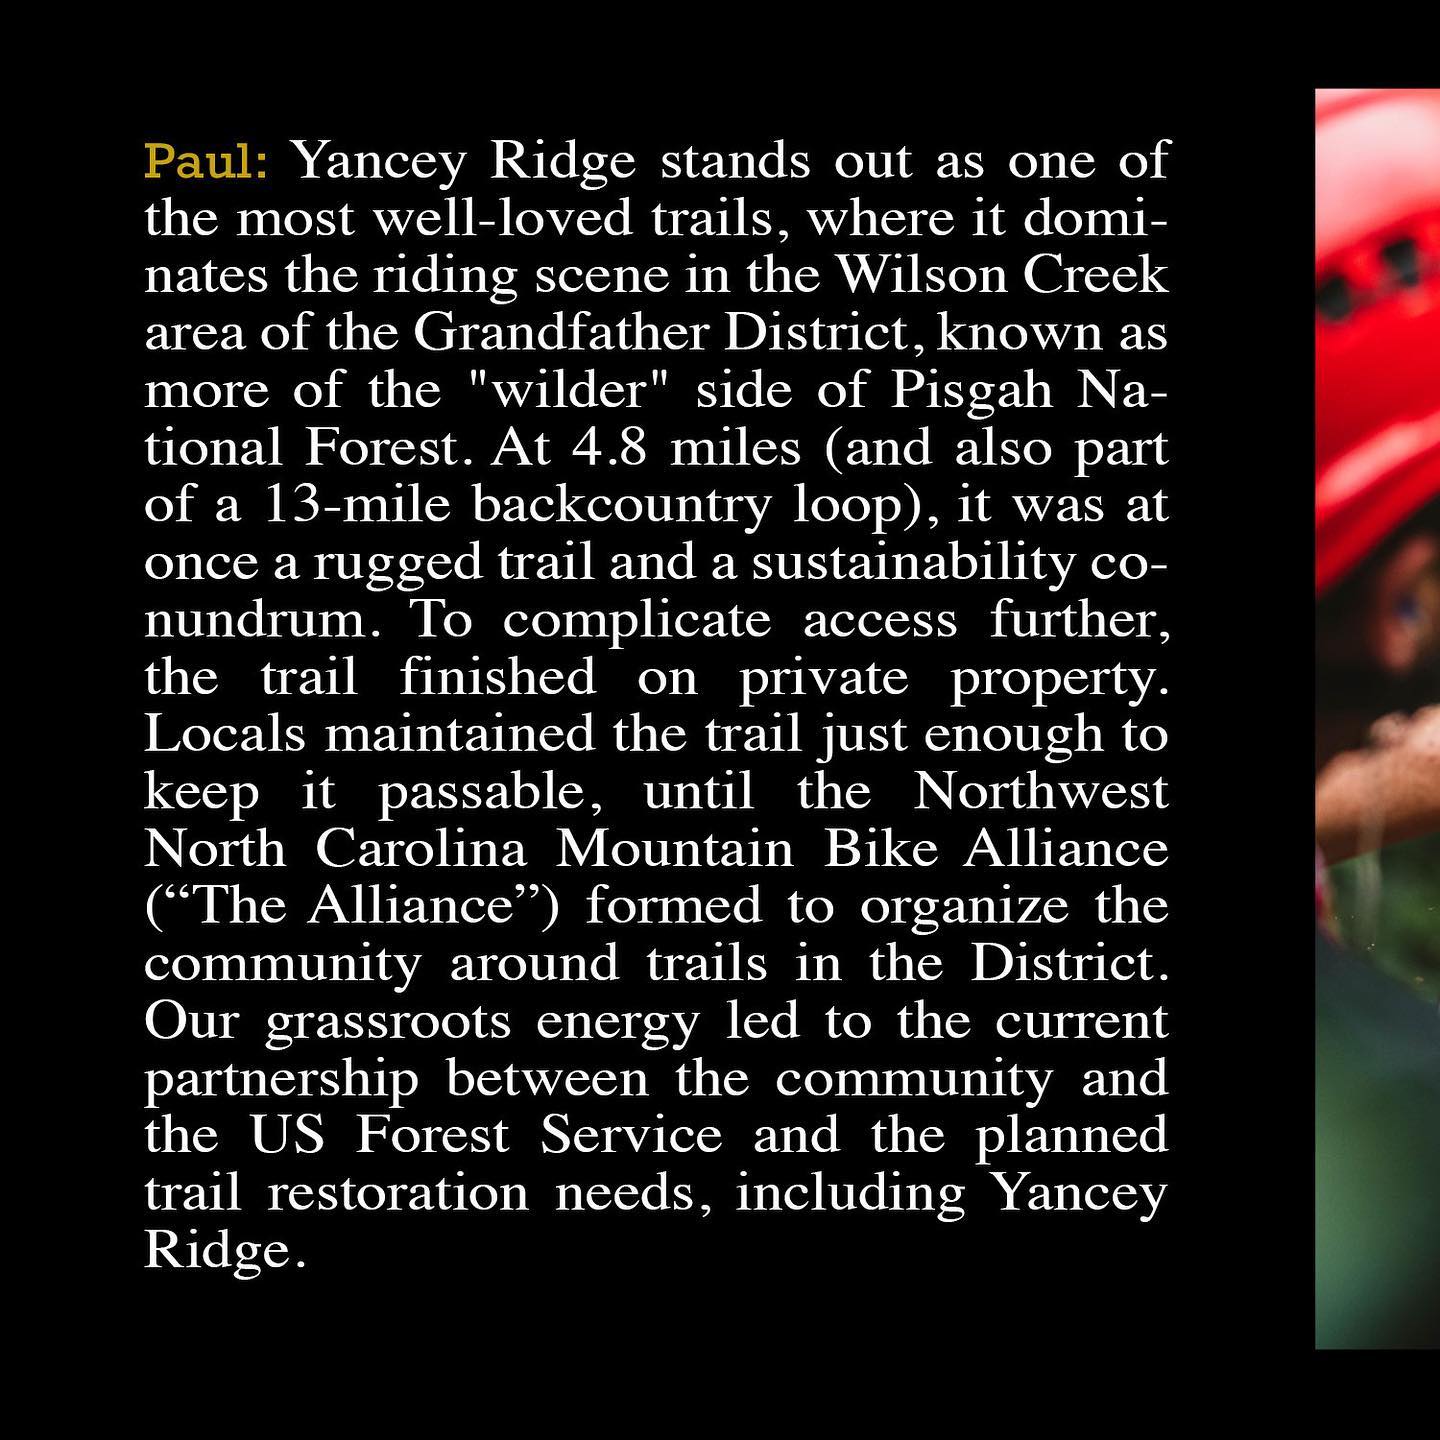 Paul: Yancey Ridge stands out as one of
the most well-loved trails, where it domi-
nates the riding scene in the Wilson Creek
area of the Grandfather District, known as
more of the "wilder" side of Pisgah Na-
tional Forest. At 4.8 miles (and also part
of a 13-mile backcountry loop), it was at
once a rugged trail and a sustainability co-
nundrum. To complicate access further,
the trail finished on private property.
Locals maintained the trail just enough to
keep it passable, until the Northwest
North Carolina Mountain Bike Alliance
(“The Alliance”) formed to organize the
community around trails in the District.
Our grassroots energy led to the current
partnership between the community and
the US Forest Service and the planned
trail restoration needs, including Yancey
Ridge.